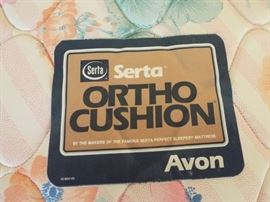 Serta
Serta
ORTHO
CUSHION
BY THE MAKERS OF THE FAMOUS SERTA PERFECT SLEEPER MATTRESS
Avon